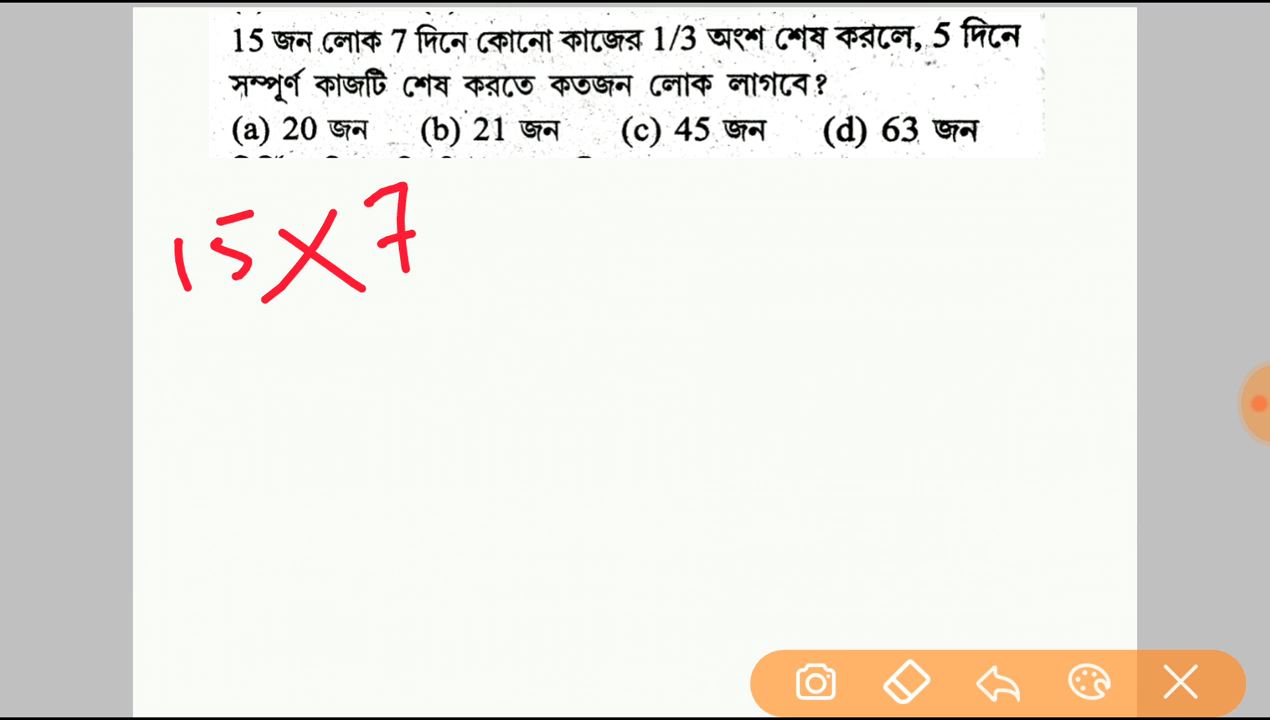 15 জন লোক 7 দিনে কোনো কাজের 1/3 অংশ শেষ করলে, 5 দিনে
সম্পূর্ণ কাজটি শেষ করতে কতজন লোক লাগবে?
(a) 20 জন (b) 21 জন (c) 45 জন (d) 63 জন
15 X 7